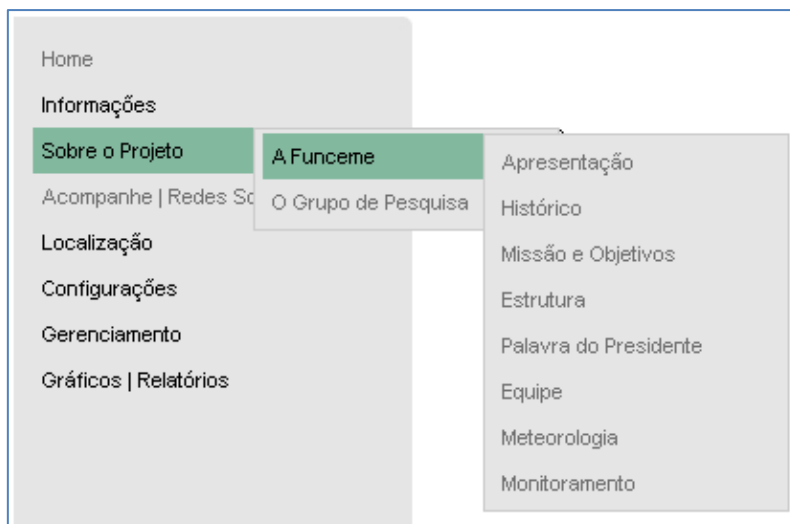 Home
Informações
Sobre o Projeto
Acompanhe | Redes
Localização
Configurações
Gerenciamento
Gráficos | Relatórios
A Funceme
O Grupo de Pesquisa
Apresentação
Histórico
Missão e Objetivos
Estrutura
Palavra do Presidente
Equipe
Meteorologia
Monitoramento